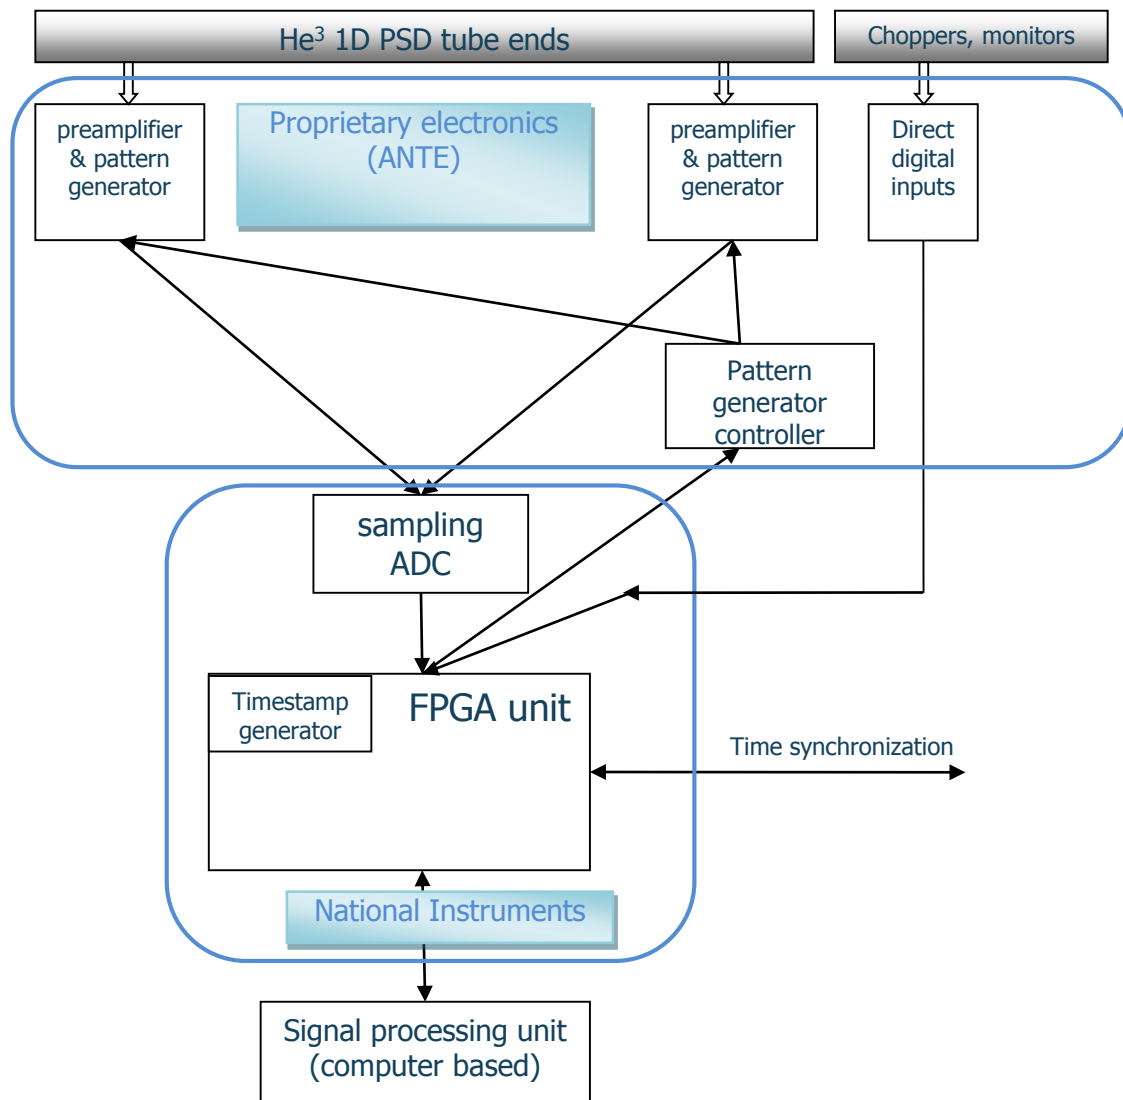 He³ 1D PSD tube ends
Choppers, monitors
preamplifier
& pattern
generator
Proprietary electronics
(ANTE)
preamplifier
& pattern
generator
Direct
digital
inputs
Pattern
generator
controller
sampling
ADC
Timestamp
generator
FPGA unit
Time synchronization
National Instruments
Signal processing unit
(computer based)